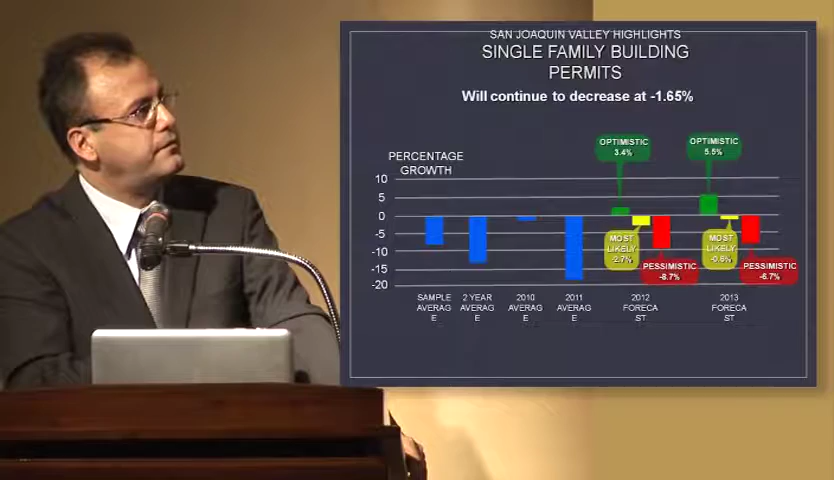 SAN JOAQUIN VALLEY HIGHLIGHTS
SINGLE FAMILY BUILDING
PERMITS
Will continue to decrease at -1.65%
PERCENTAGE
GROWTH
10
5
0
-5
-10
-15
-20
OPTIMISTIC
3.4%
OPTIMISTIC
5.5%
MOST
LIKELY
-2.7%
PESSIMISTIC
-8.7%
MOST
LIKELY
-0.6%
PESSIMISTIC
-6.7%
SAMPLE
AVERAG
E
2 YEAR
AVERAG
E
2010
AVERAG
E
2011
AVERAG
E
2012
FORECA
ST
2013
FORECA
ST